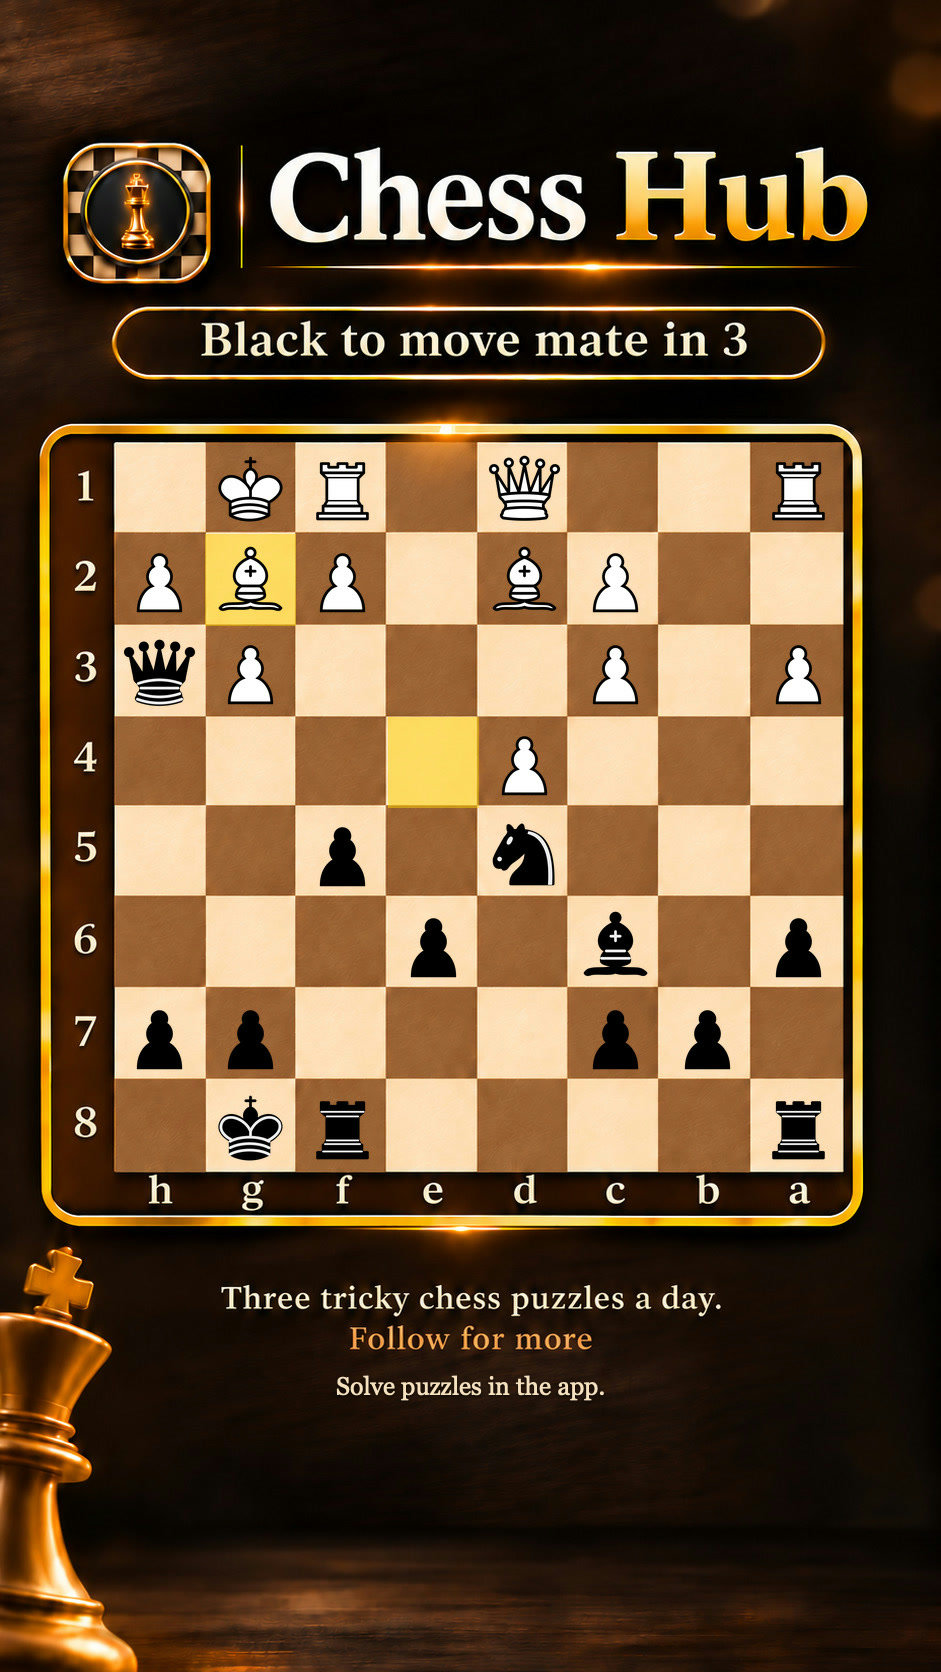 Chess Hub
Black to move mate in 3
1
2
3
4
5
6
7
8
h g f e d c b a
Three tricky chess puzzles a day.
Follow for more
Solve puzzles in the app.